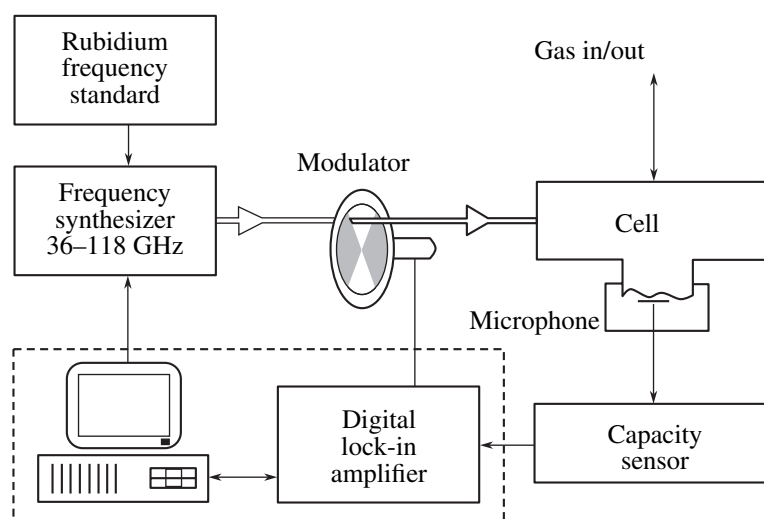 Rubidium
frequency
standard
Gas in/out
Modulator
Frequency
synthesizer
36–118 GHz
Cell
Microphone
Digital
lock-in
amplifier
Capacity
sensor